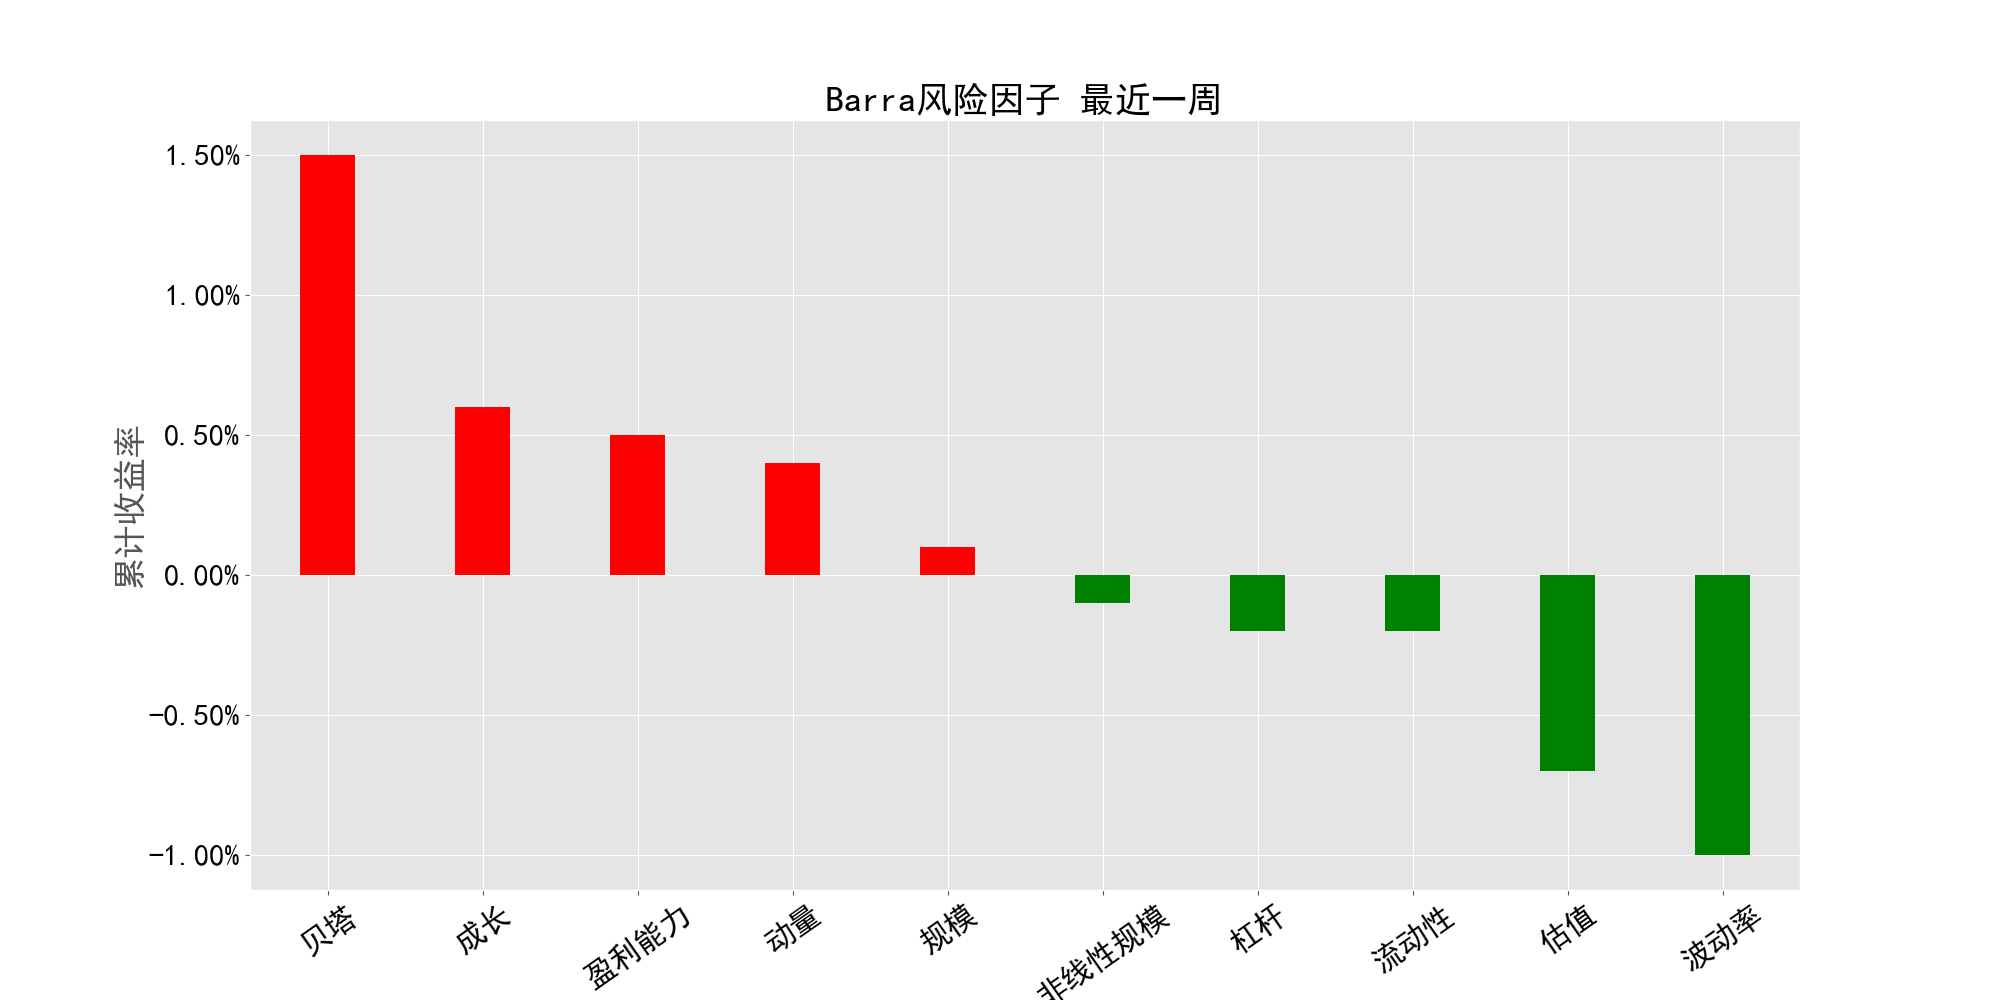 Barra风险因子 最近一周
累计收益率
1.50%
1.00%
0.50%
0.00%
-0.50%
-1.00%
贝塔
成长
盈利能力
动量
规模
非线性规模
杠杆
流动性
估值
波动率